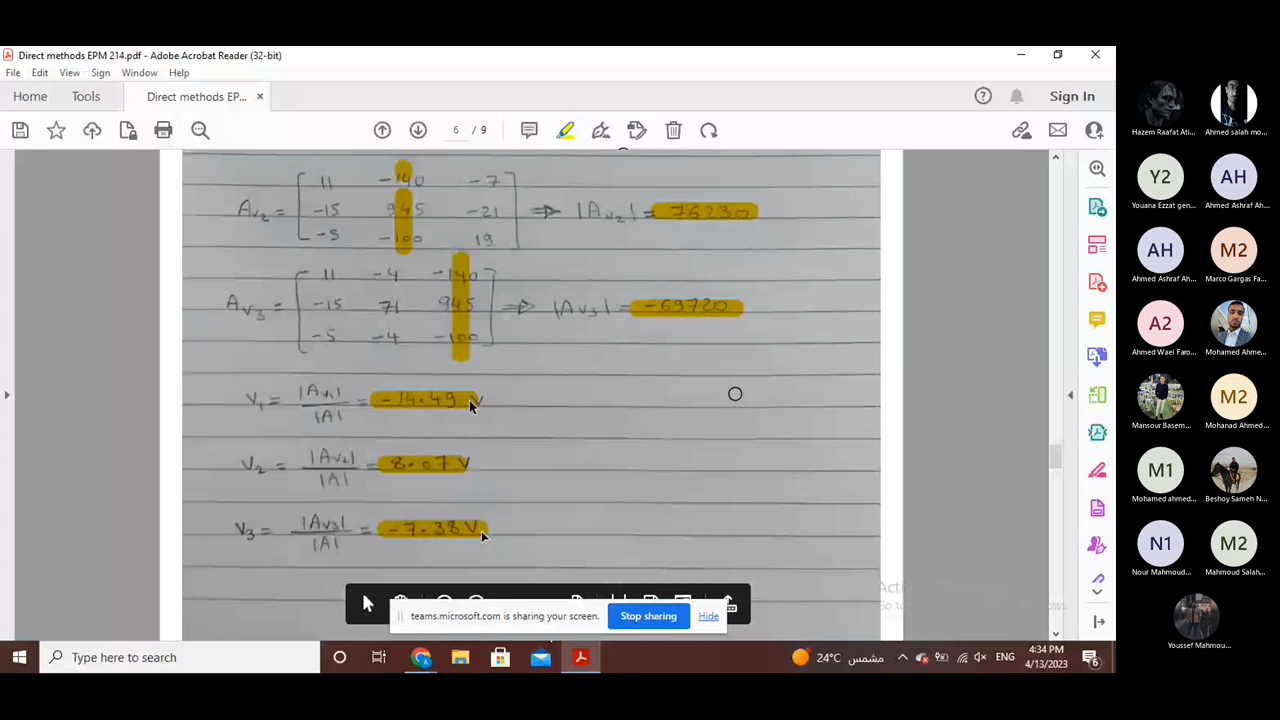 Direct methods EPM 214.pdf - Adobe Acrobat Reader (32-bit)
File Edit View Sign Window Help
Home Tools Direct methods EP... × Sign In
6 / 9
11 -140 -7
Av₂ = -15 945 -21 ⇒ |Av₂| = 76230
-5 -100 19
11 -4 -140
Av₃ = -15 71 945 ⇒ |Av₃| = -69720
-5 -4 -100
V₁ = |Av₁| / |A| = -14.49 V
V₂ = |Av₂| / |A| = 8.07 V
V₃ = |Av₃| / |A| = -7.38 V
teams.microsoft.com is sharing your screen. Stop sharing Hide
Type here to search
24°C مشمس ENG 4:34 PM
4/13/2023 6
Hazem Raafat Ati... Ahmed salah mo...
Y2 AH
Youana Ezzat gen... Ahmed Ashraf Ah...
AH M2
Ahmed Ashraf Ah... Marco Gargas Fa...
A2
Ahmed Wael Faro... Mohamed Ahme...
M2
Mansour Basem... Mohanad Ahmed...
M1
Mohamed ahmed... Beshoy Sameh N...
N1 M2
Nour Mahmoud... Mahmoud Salah...
Youssef Mahmou...